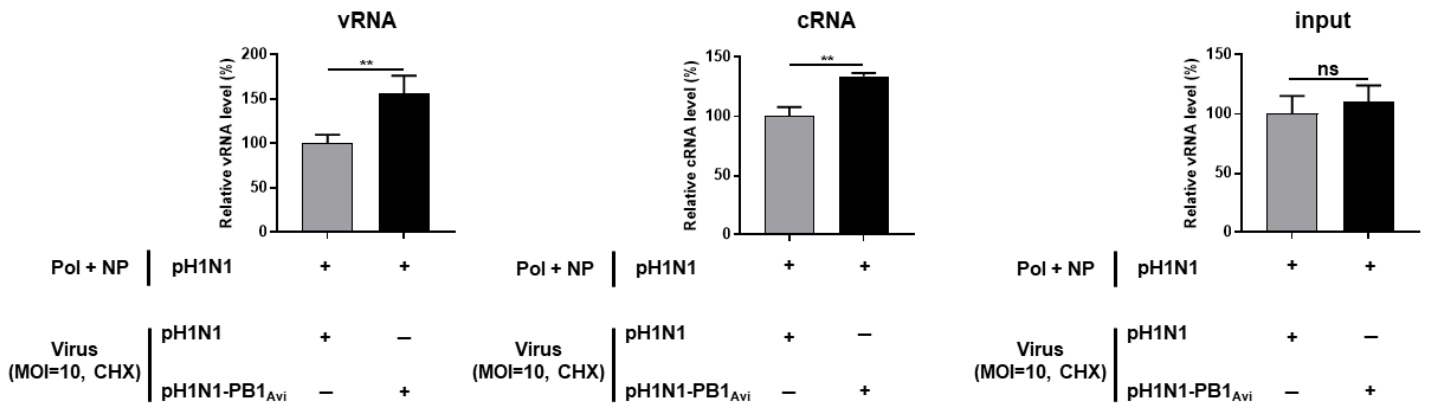 vRNA
Relative vRNA level (%)
200
150
100
50
0
**
Pol + NP
pH1N1
+ +
Virus
(MOI=10, CHX)
pH1N1
+ –
pH1N1-PB1Avi
– +
cRNA
Relative cRNA level (%)
150
100
50
0
**
Pol + NP
pH1N1
+ +
Virus
(MOI=10, CHX)
pH1N1
+ –
pH1N1-PB1Avi
– +
input
Relative vRNA level (%)
150
100
50
0
ns
Pol + NP
pH1N1
+ +
Virus
(MOI=10, CHX)
pH1N1
+ –
pH1N1-PB1Avi
– +